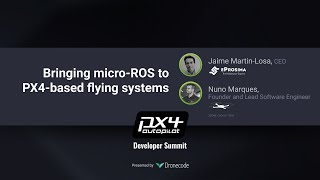 Bringing micro-ROS to
PX4-based flying systems
Jaime Martin-Losa, CEO
eProsima
Nuno Marques,
Founder and Lead Software Engineer
px4
autopilot
Developer Summit
Presented by Dronecode